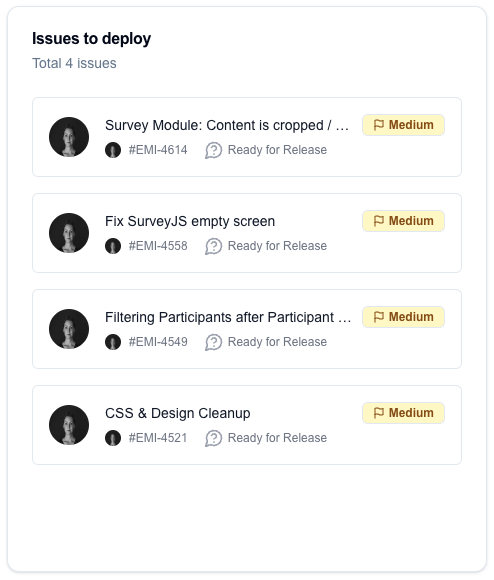 Issues to deploy
Total 4 issues
Survey Module: Content is cropped / ...
Medium
#EMI-4614
Ready for Release
Fix SurveyJS empty screen
Medium
#EMI-4558
Ready for Release
Filtering Participants after Participant ...
Medium
#EMI-4549
Ready for Release
CSS & Design Cleanup
Medium
#EMI-4521
Ready for Release